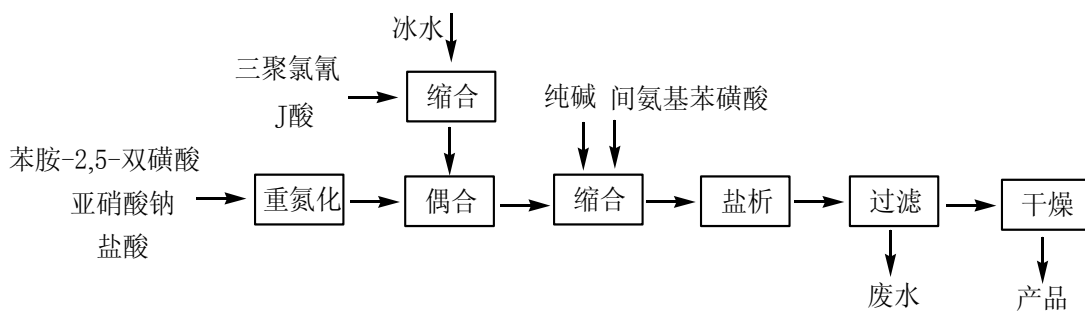 冰水
三聚氯氰
J酸
缩合
纯碱
间氨基苯磺酸
苯胺-2,5-双磺酸
亚硝酸钠
盐酸
重氮化
偶合
缩合
盐析
过滤
干燥
废水
产品